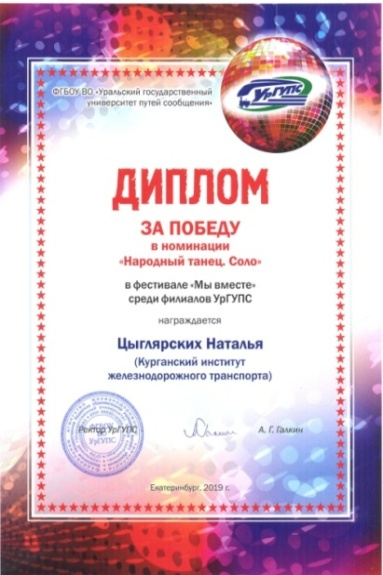 УрГУПС
ФГБОУ ВО «Уральский государственный
университет путей сообщения»
ДИПЛОМ
ЗА ПОБЕДУ
в номинации
«Народный танец. Соло»
в фестивале «Мы вместе»
среди филиалов УрГУПС
награждается
Цыглярских Наталья
(Курганский институт
железнодорожного транспорта)
Ректор УрГУПС
А. Г. Галкин
УрГУПС
Екатеринбург, 2019 г.